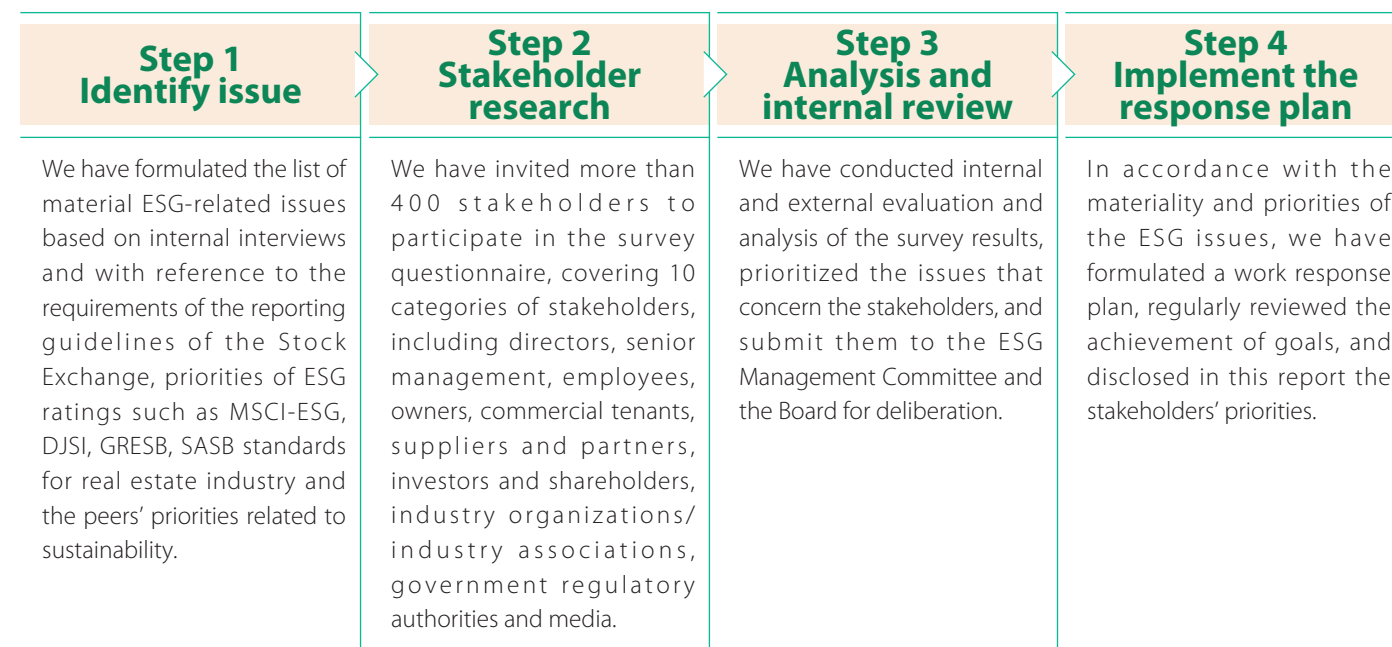 Step 1
Identify issue
We have formulated the list of
material ESG-related issues
based on internal interviews
and with reference to the
requirements of the reporting
guidelines of the Stock
Exchange, priorities of ESG
ratings such as MSCI-ESG,
DJSI, GRESB, SASB standards
for real estate industry and
the peers’ priorities related to
sustainability.
Step 2
Stakeholder
research
We have invited more than
400 stakeholders to
participate in the survey
questionnaire, covering 10
categories of stakeholders,
including directors, senior
management, employees,
owners, commercial tenants,
suppliers and partners,
investors and shareholders,
industry organizations/
industry associations,
government regulatory
authorities and media.
Step 3
Analysis and
internal review
We have conducted internal
and external evaluation and
analysis of the survey results,
prioritized the issues that
concern the stakeholders, and
submit them to the ESG
Management Committee and
the Board for deliberation.
Step 4
Implement the
response plan
In accordance with the
materiality and priorities of
the ESG issues, we have
formulated a work response
plan, regularly reviewed the
achievement of goals, and
disclosed in this report the
stakeholders’ priorities.